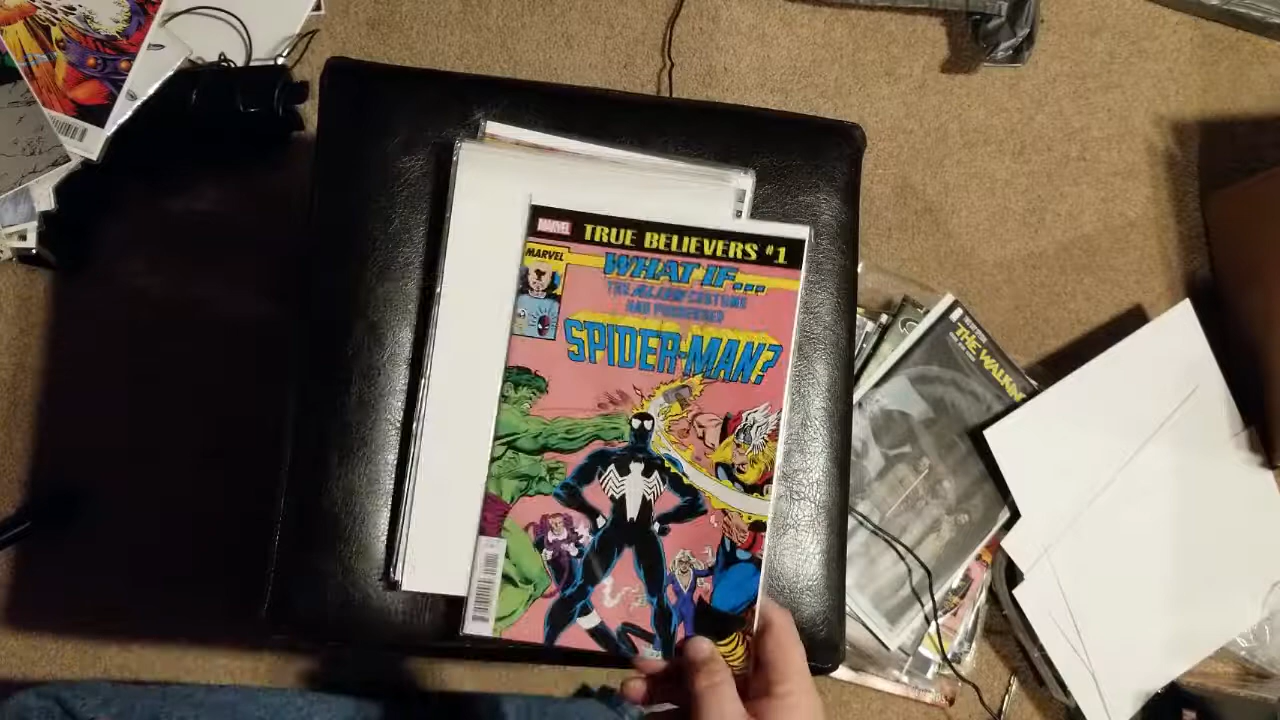 MARVEL TRUE BELIEVERS #1
MARVEL
WHAT IF...
THE ALIEN COSTUME
HAD POSSESSED
SPIDER-MAN?
THE WALKIN